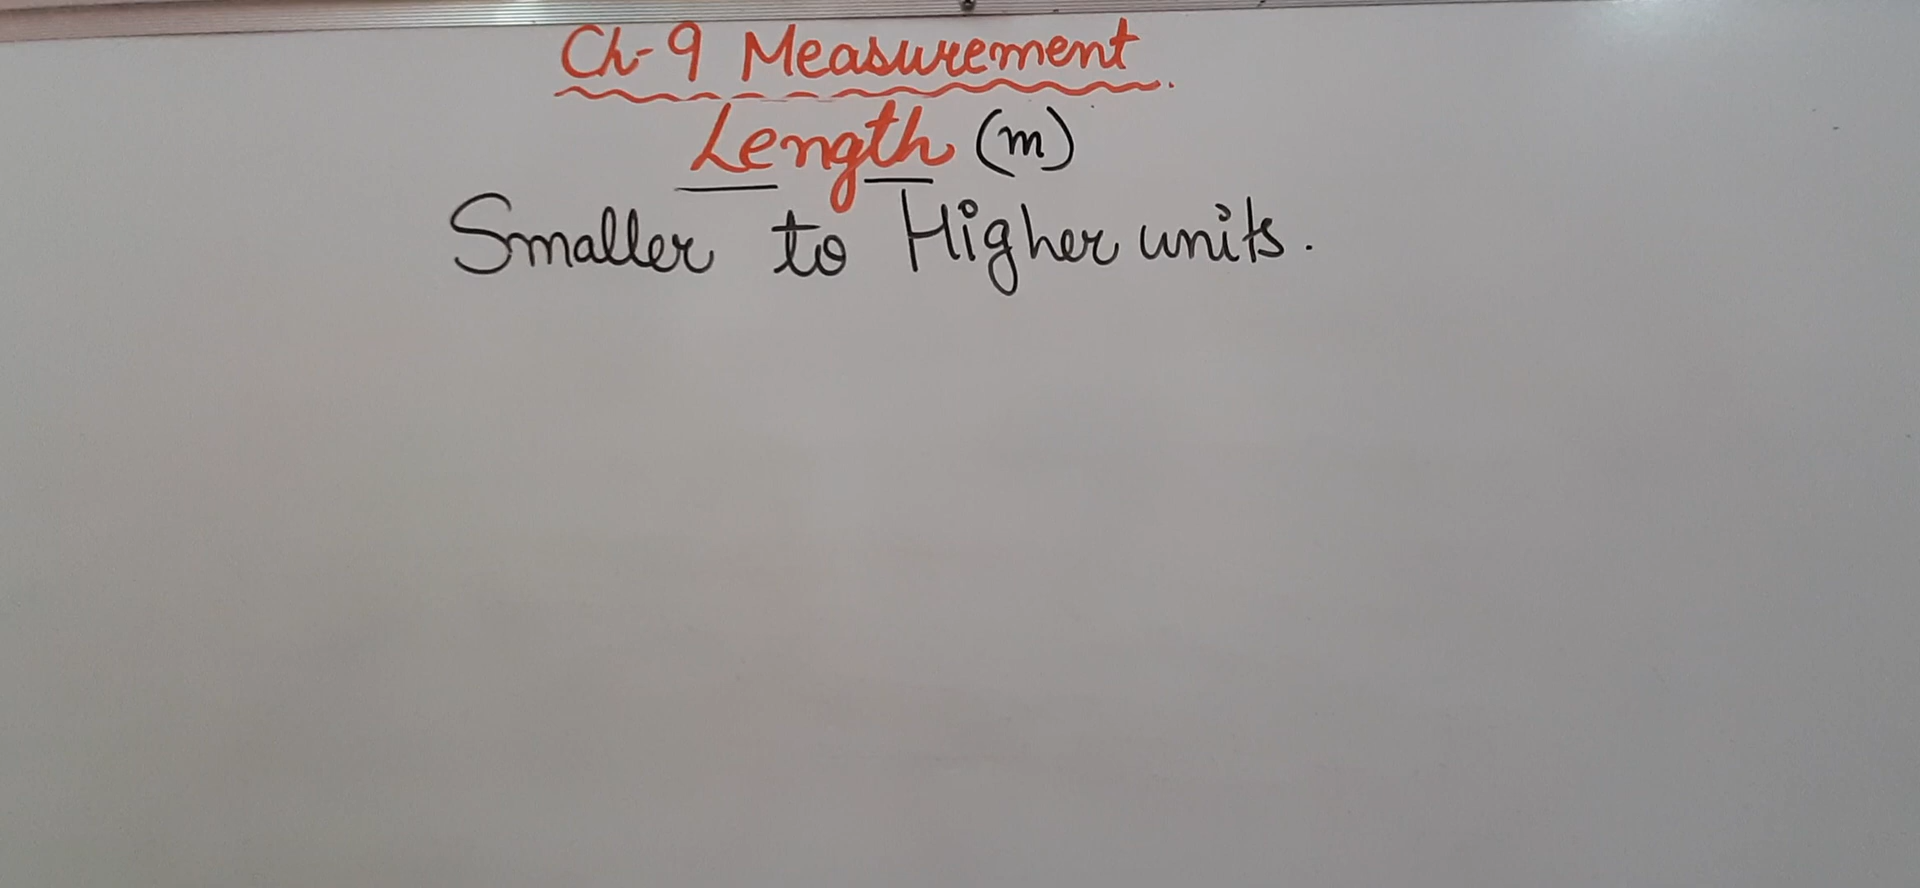 Ch-9 Measurement.
Length (m)
Smaller to Higher units.